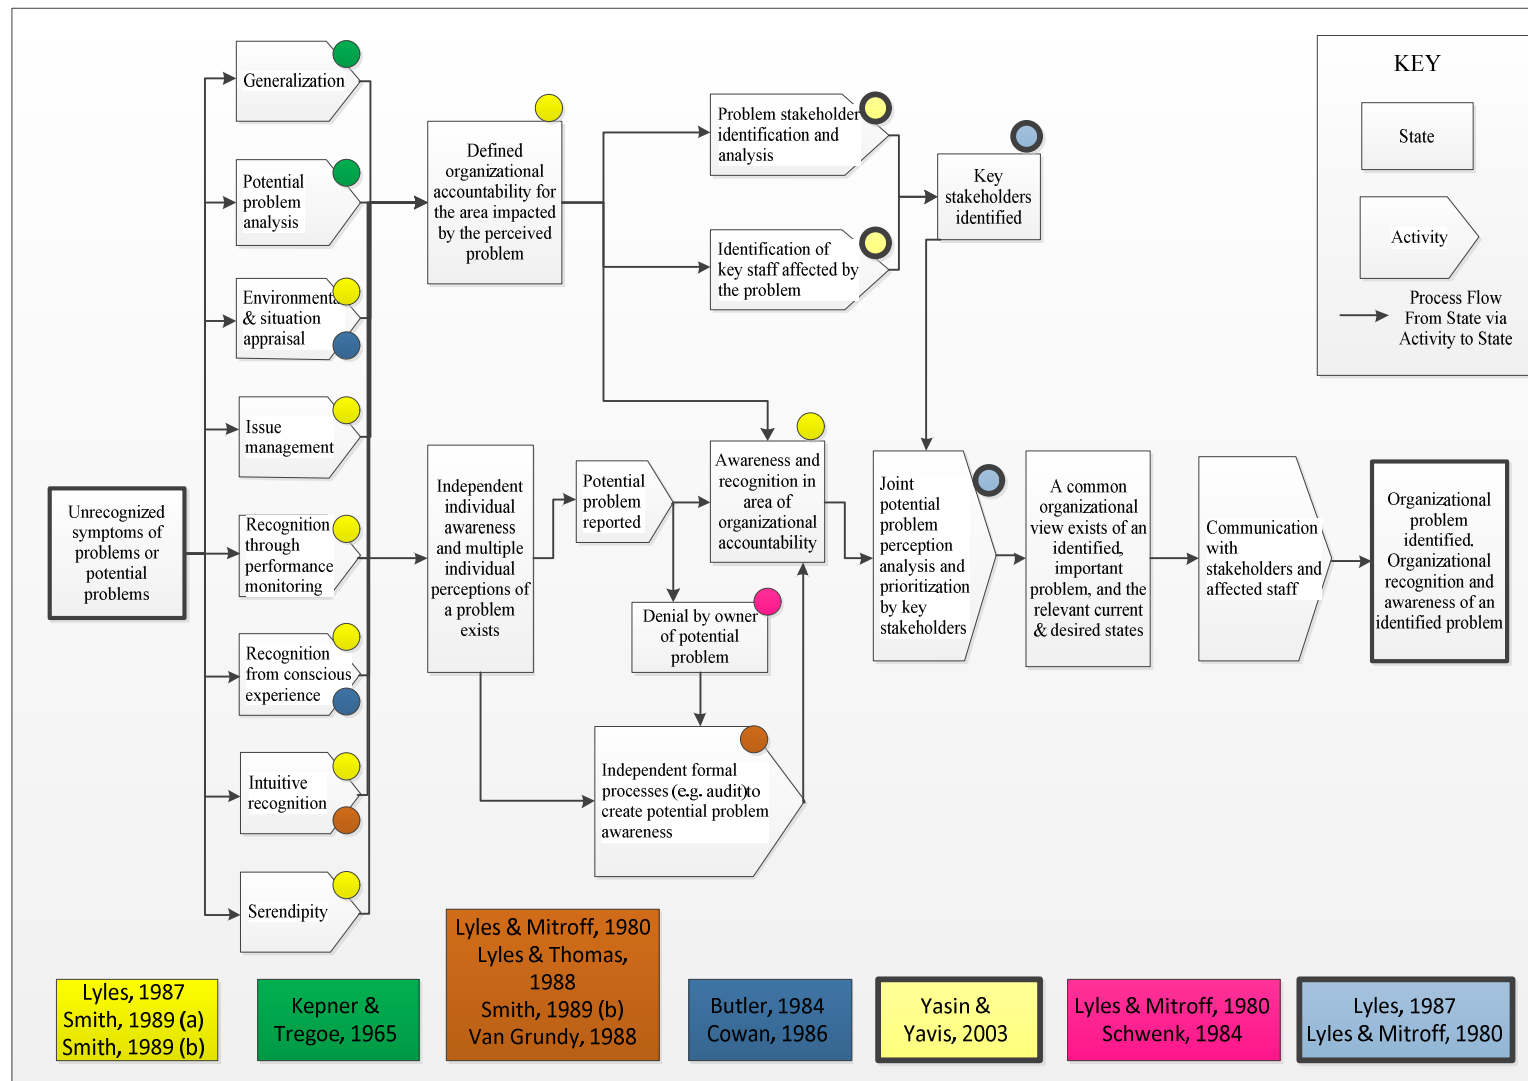 Generalization
Potential
problem
analysis
Environmenta
& situation
appraisal
Issue
management
Unrecognized
symptoms of
problems or
potential
problems
Recognition
through
performance
monitoring
Recognition
from conscious
experience
Intuitive
recognition
Serendipity
Defined
organizational
accountability for
the area impacted
by the perceived
problem
Independent
individual
awareness
and multiple
individual
perceptions of
a problem
exists
Potential
problem
reported
Denial by owner
of potential
problem
Independent formal
processes (e.g. audit)to
create potential problem
awareness
Problem stakeholder
identification and
analysis
Identification of
key staff affected by
the problem
Key
stakeholders
identified
Awareness and
recognition in
area of
organizational
accountability
Joint
potential
problem
perception
analysis and
prioritization
by key
stakeholders
A common
organizational
view exists of an
identified,
important
problem, and the
relevant current
& desired states
Communication
with
stakeholders and
affected staff
Organizational
problem
identified.
Organizational
recognition and
awareness of an
identified problem
KEY
State
Activity
Process Flow
From State via
Activity to State
Lyles, 1987
Smith, 1989 (a)
Smith, 1989 (b)
Kepner &
Tregoe, 1965
Lyles & Mitroff, 1980
Lyles & Thomas,
1988
Smith, 1989 (b)
Van Grundy, 1988
Butler, 1984
Cowan, 1986
Yasin &
Yavis, 2003
Lyles & Mitroff, 1980
Schwenk, 1984
Lyles, 1987
Lyles & Mitroff, 1980